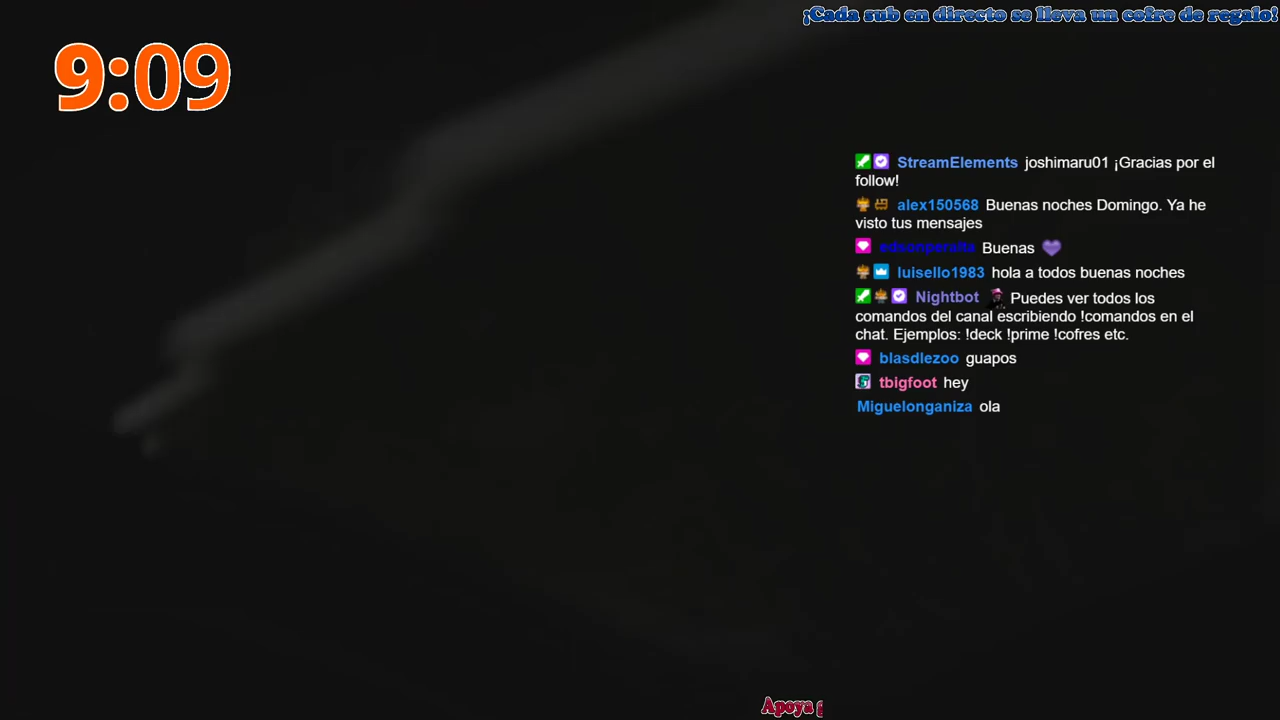 ¡Cada sub en directo se lleva un cofre de regalo!
9:09
StreamElements joshimaru01 ¡Gracias por el
follow!
alex150568 Buenas noches Domingo. Ya he
visto tus mensajes
edsonperalta Buenas
luisello1983 hola a todos buenas noches
Nightbot Puedes ver todos los
comandos del canal escribiendo !comandos en el
chat. Ejemplos: !deck !prime !cofres etc.
blasdlezoo guapos
tbigfoot hey
Miguelonganiza ola
Apoya